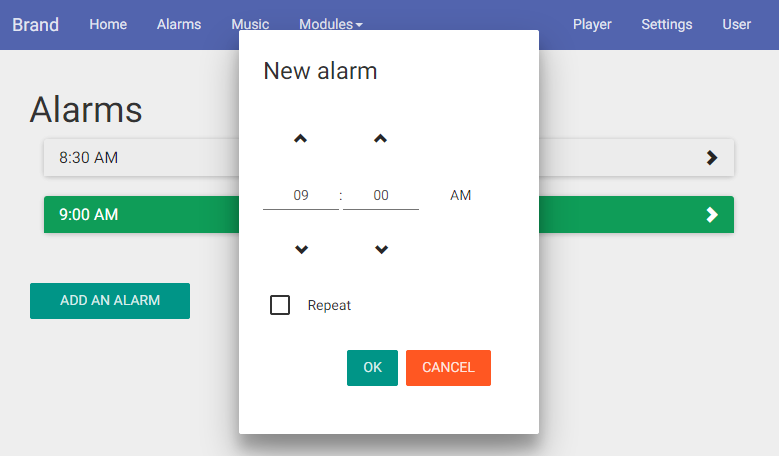 Brand Home Alarms Music Modules Player Settings User
New alarm
Alarms
8:30 AM
9:00 AM
09 : 00 AM
ADD AN ALARM
Repeat
OK CANCEL